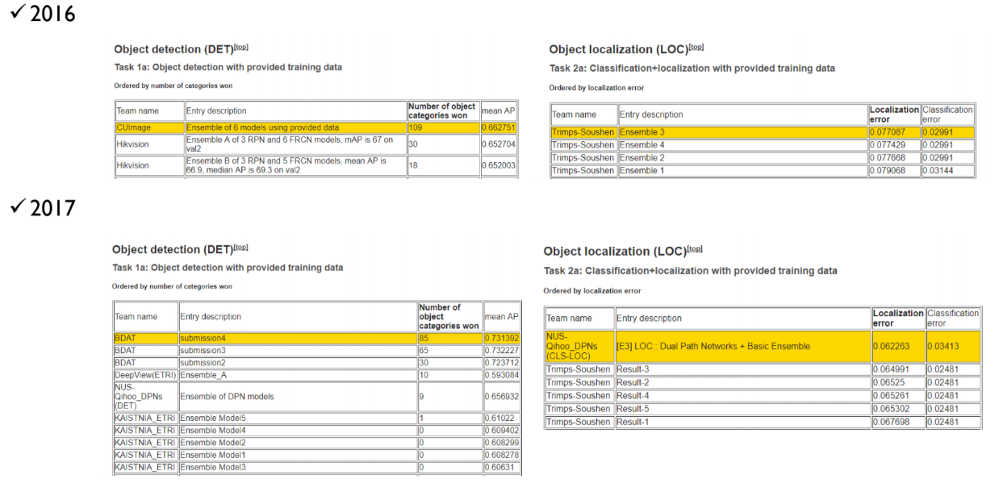 ✓ 2016
Object detection (DET)[top]
Task 1a: Object detection with provided training data
Ordered by number of categories won
Team name Entry description Number of object categories won mean AP
CUImage Ensemble of 6 models using provided data 109 0.662751
Hikvision Ensemble A of 3 RPN and 6 FRCN models, mAP is 67 on val2 30 0.652704
Hikvision Ensemble B of 3 RPN and 5 FRCN models, mean AP is 66.9, median AP is 69.3 on val2 18 0.652003
Object localization (LOC)[top]
Task 2a: Classification+localization with provided training data
Ordered by localization error
Team name Entry description Localization error Classification error
Trimps-Soushen Ensemble 3 0.077087 0.02991
Trimps-Soushen Ensemble 4 0.077429 0.02991
Trimps-Soushen Ensemble 2 0.077668 0.02991
Trimps-Soushen Ensemble 1 0.079068 0.03144
✓ 2017
Object detection (DET)[top]
Task 1a: Object detection with provided training data
Ordered by number of categories won
Team name Entry description Number of object categories won mean AP
BDAT submission4 85 0.731392
BDAT submission3 65 0.732227
BDAT submission2 30 0.723712
DeepView(ETRI) Ensemble_A 10 0.593084
NUS-Qihoo_DPNs (DET) Ensemble of DPN models 9 0.656932
KAISTNIA_ETRI Ensemble Model5 1 0.61022
KAISTNIA_ETRI Ensemble Model4 0 0.609402
KAISTNIA_ETRI Ensemble Model2 0 0.608299
KAISTNIA_ETRI Ensemble Model1 0 0.608278
KAISTNIA_ETRI Ensemble Model3 0 0.60631
Object localization (LOC)[top]
Task 2a: Classification+localization with provided training data
Ordered by localization error
Team name Entry description Localization error Classification error
NUS-Qihoo_DPNs (CLS-LOC) [E3] LOC:: Dual Path Networks + Basic Ensemble 0.062263 0.03413
Trimps-Soushen Result-3 0.064991 0.02481
Trimps-Soushen Result-2 0.06525 0.02481
Trimps-Soushen Result-4 0.065261 0.02481
Trimps-Soushen Result-5 0.065302 0.02481
Trimps-Soushen Result-1 0.067698 0.02481